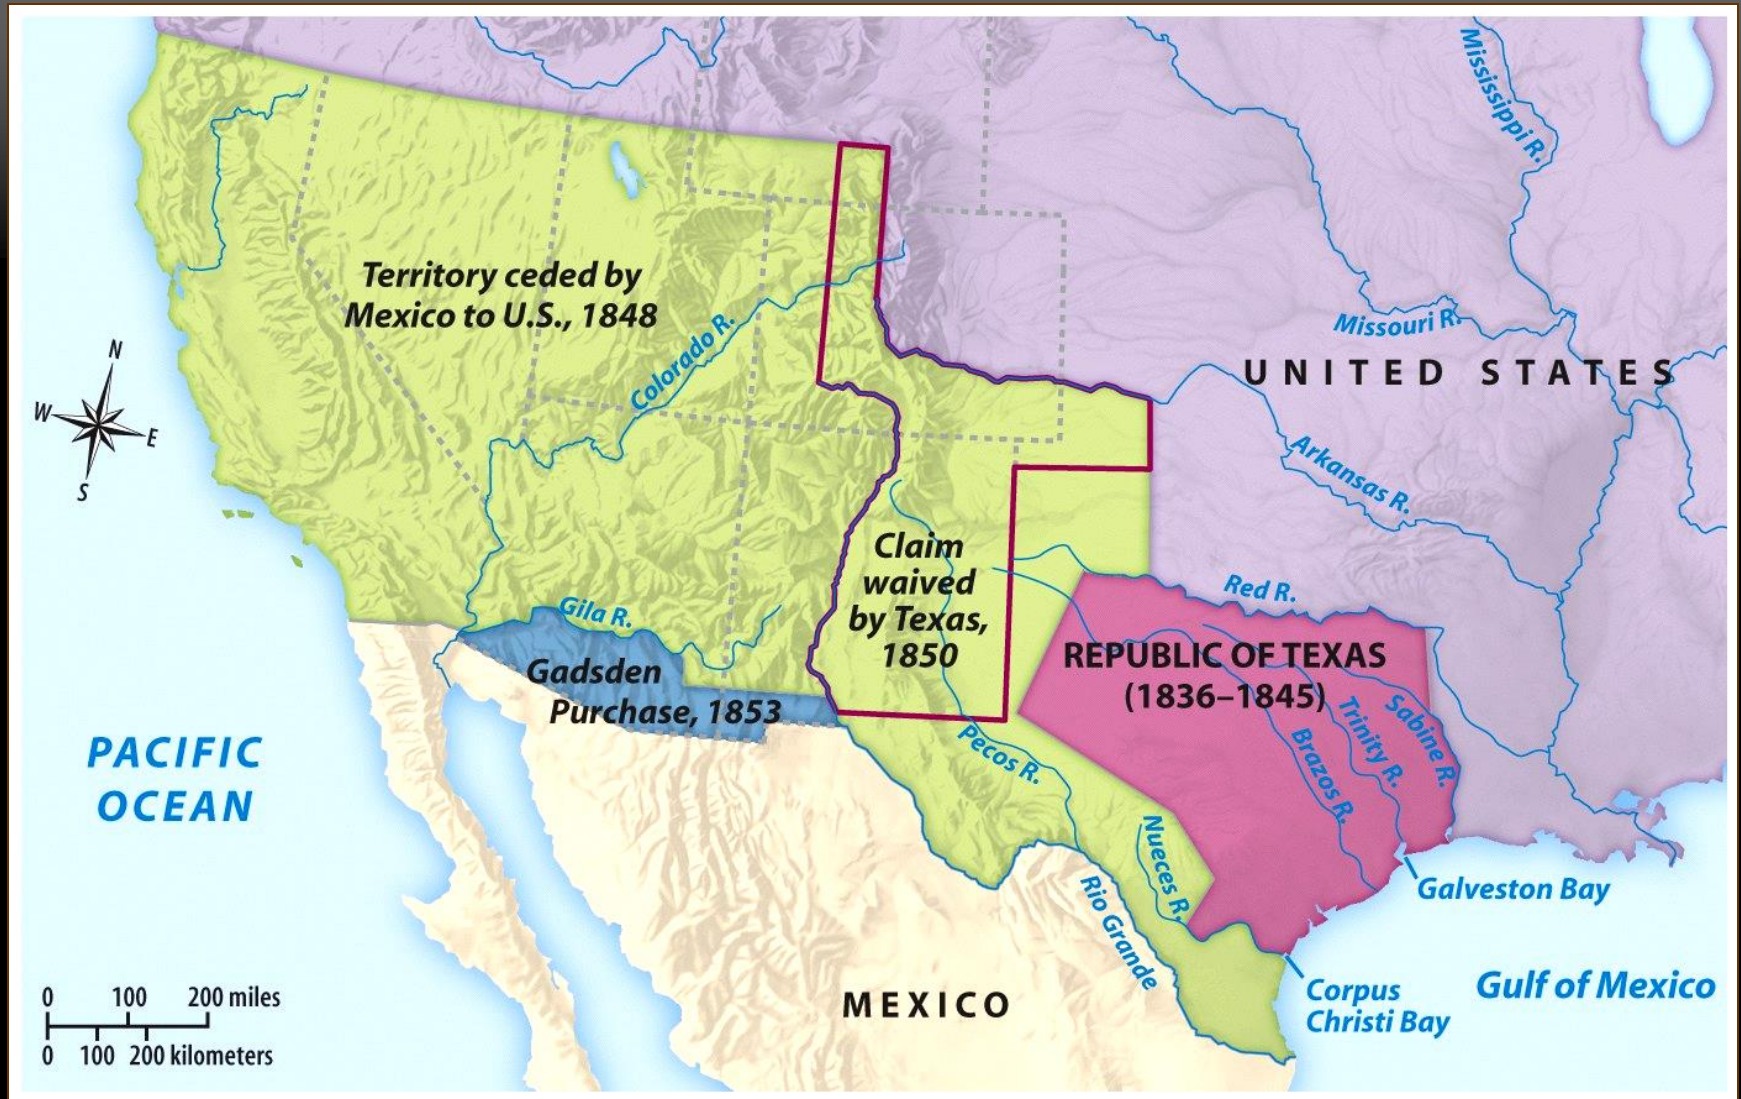 Mississippi R.
Territory ceded by
Mexico to U.S., 1848
Colorado R.
Missouri R.
UNITED STATES
N
W
E
S
Arkansas R.
Claim
waived
by Texas,
1850
Red R.
Gila R.
REPUBLIC OF TEXAS
(1836–1845)
Gadsden
Purchase, 1853
Sabine R.
Trinity R.
Brazos R.
Pecos R.
PACIFIC
OCEAN
Nueces R.
Rio Grande
Galveston Bay
Gulf of Mexico
Corpus
Christi Bay
MEXICO
0 100 200 miles
0 100 200 kilometers